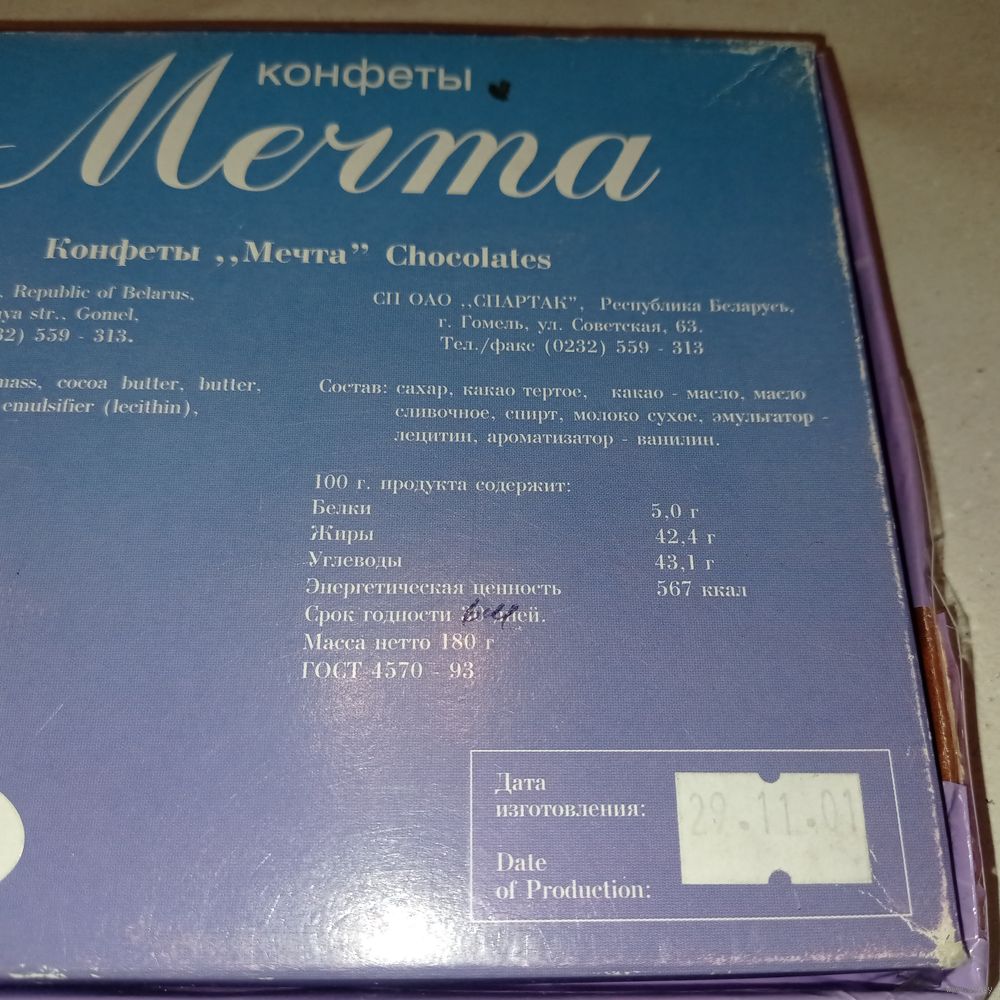 конфеты
Мечта
Конфеты ,,Мечта” Chocolates
, Republic of Belarus.
str., Gomel,
559 - 313.
cocoa butter, butter,
emulsifier (lecithin),
СП ОАО ,,СПАРТАК”, Республика Беларусь,
г. Гомель, ул. Советская, 63.
Тел./факс (0232) 559 - 313
Состав: сахар, какао тертое, какао - масло, масло
сливочное, спирт, молоко сухое, эмульгатор -
лецитин, ароматизатор - ванилин.
100 г. продукта содержит:
Белки 5,0 г
Жиры 42,4 г
Углеводы 43,1 г
Энергетическая ценность 567 ккал
Срок годности дней.
Масса нетто 180 г
ГОСТ 4570 - 93
Дата
изготовления:
29.11.01
Date
of Production: